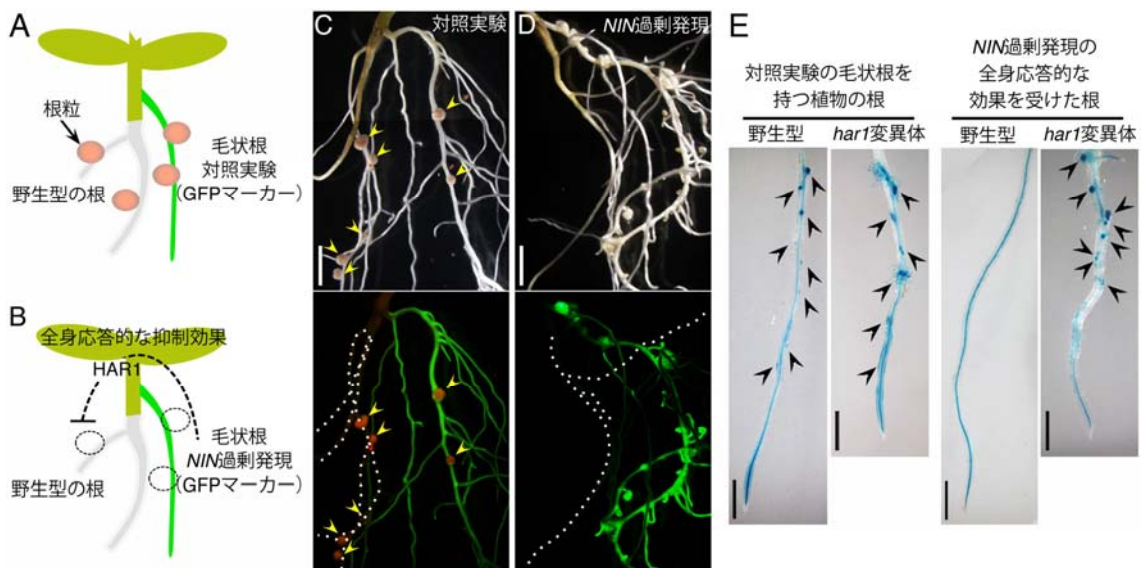 A
根粒
毛状根
対照実験
(GFPマーカー)
野生型の根
B
全身応答的な抑制効果
HAR1
毛状根
NIN過剰発現
(GFPマーカー)
野生型の根
C
対照実験
D
NIN過剰発現
E
対照実験の毛状根を
持つ植物の根
野生型
har1変異体
NIN過剰発現の
全身応答的な
効果を受けた根
野生型
har1変異体